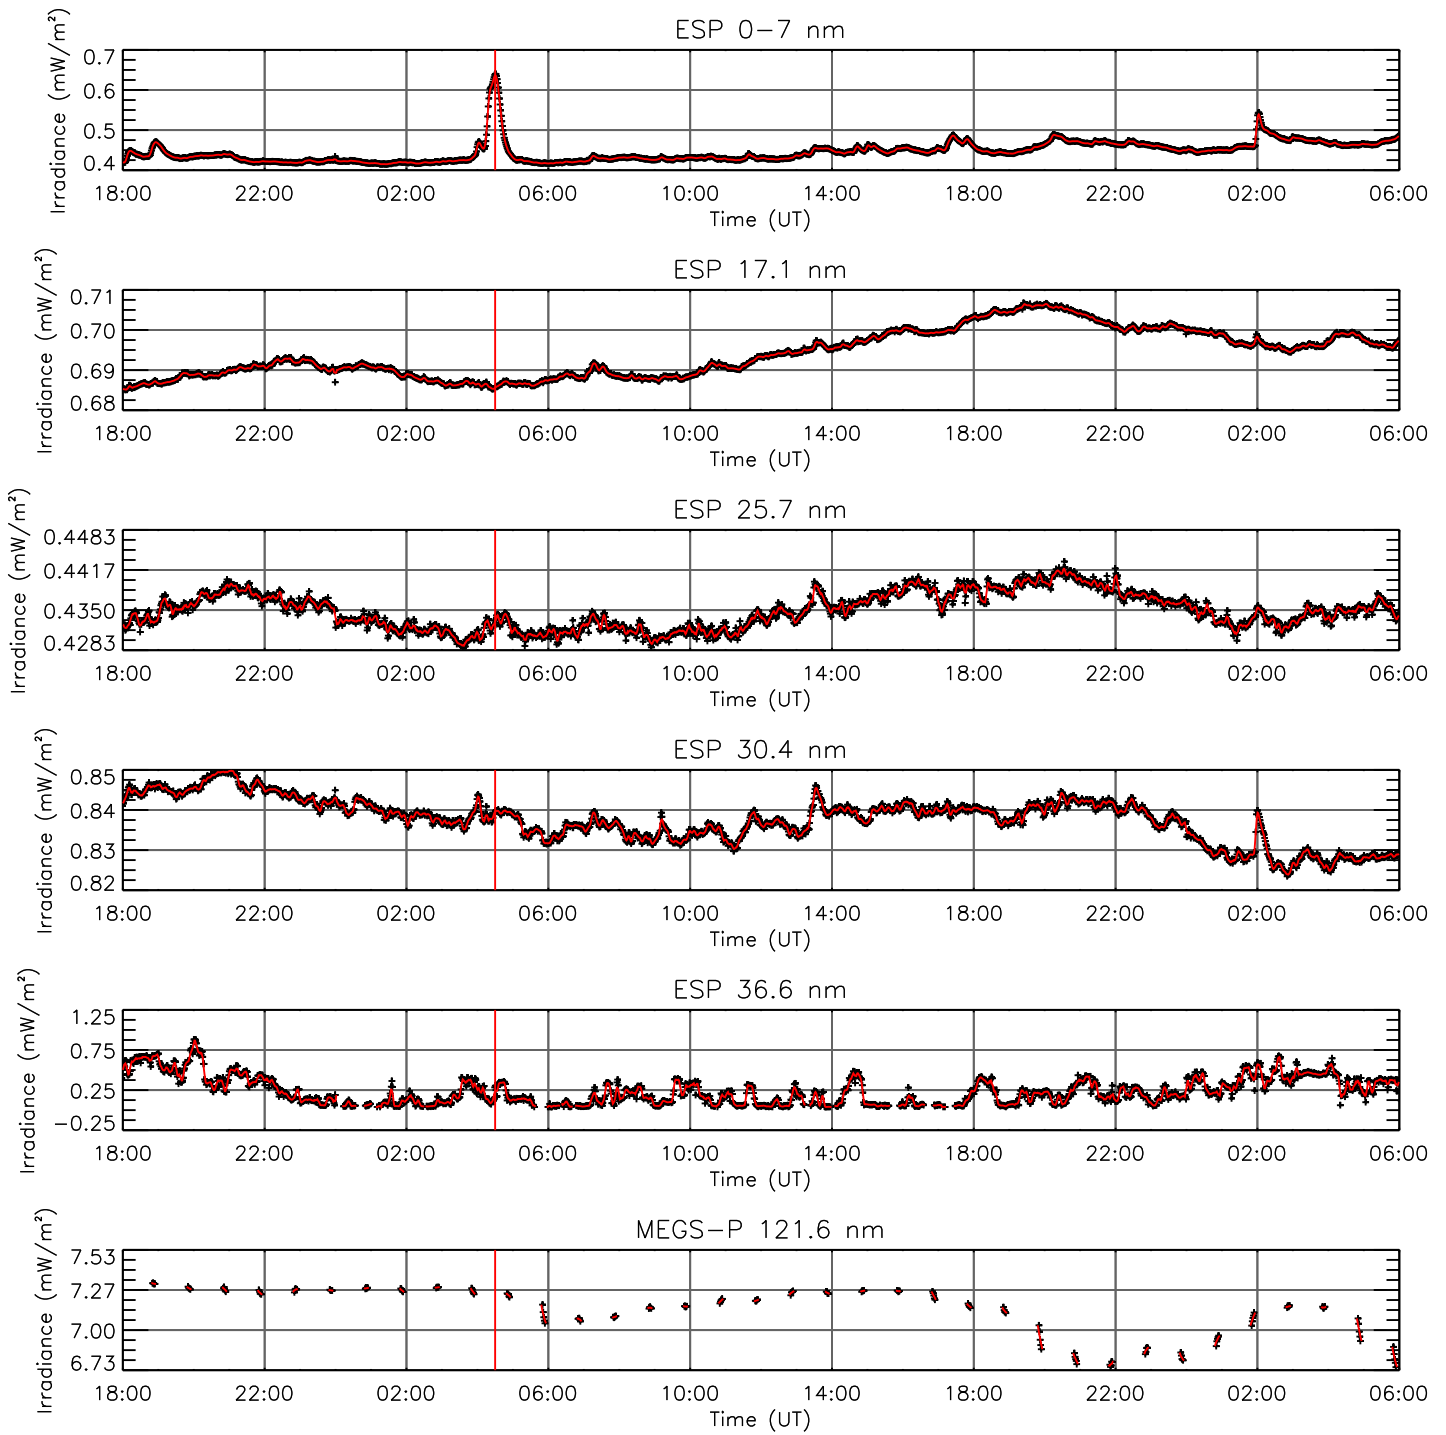 ESP 0-7 nm
Irradiance (mW/m²)
0.7
0.6
0.5
0.4
18:00 22:00 02:00 06:00 10:00 14:00 18:00 22:00 02:00 06:00
Time (UT)
ESP 17.1 nm
Irradiance (mW/m²)
0.71
0.70
0.69
0.68
18:00 22:00 02:00 06:00 10:00 14:00 18:00 22:00 02:00 06:00
Time (UT)
ESP 25.7 nm
Irradiance (mW/m²)
0.4483
0.4417
0.4350
0.4283
18:00 22:00 02:00 06:00 10:00 14:00 18:00 22:00 02:00 06:00
Time (UT)
ESP 30.4 nm
Irradiance (mW/m²)
0.85
0.84
0.83
0.82
18:00 22:00 02:00 06:00 10:00 14:00 18:00 22:00 02:00 06:00
Time (UT)
ESP 36.6 nm
Irradiance (mW/m²)
1.25
0.75
0.25
-0.25
18:00 22:00 02:00 06:00 10:00 14:00 18:00 22:00 02:00 06:00
Time (UT)
MEGS-P 121.6 nm
Irradiance (mW/m²)
7.53
7.27
7.00
6.73
18:00 22:00 02:00 06:00 10:00 14:00 18:00 22:00 02:00 06:00
Time (UT)